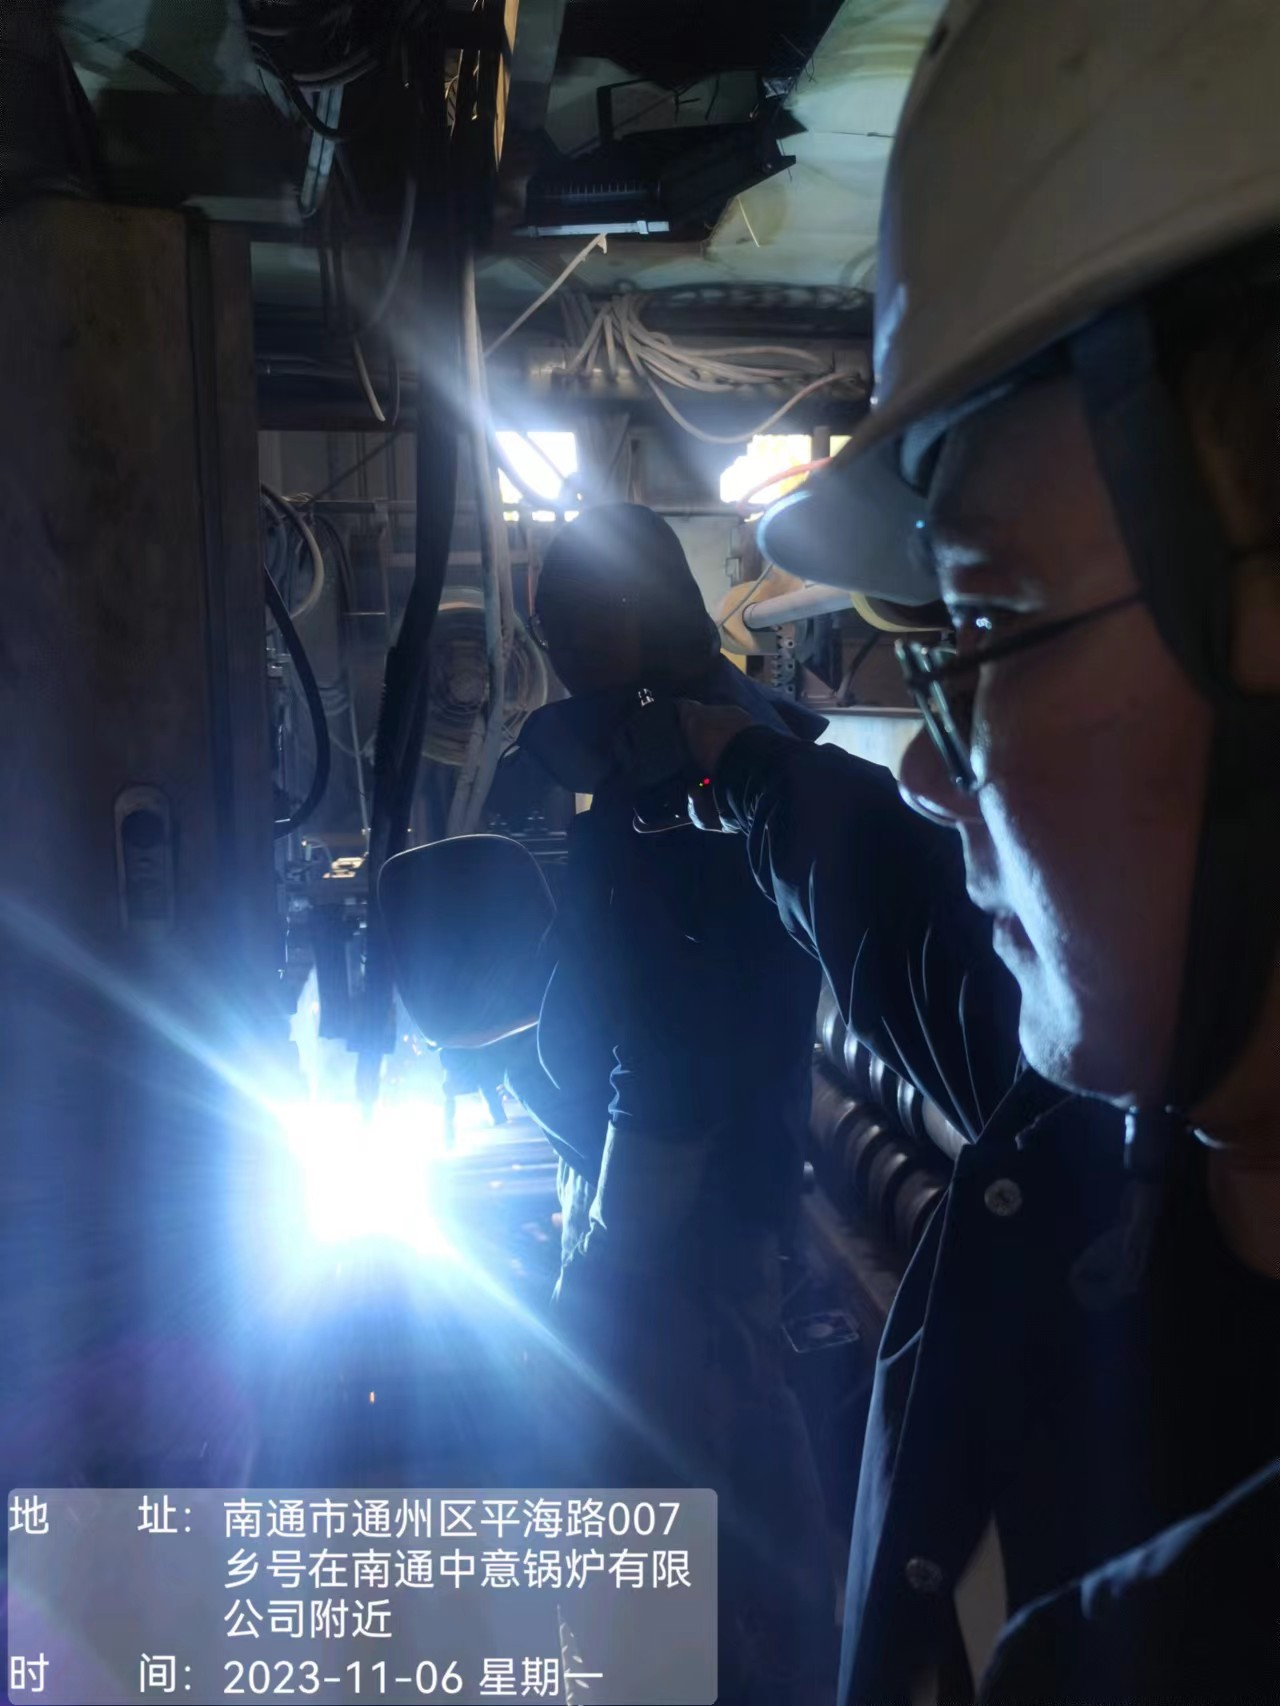 地 址：南通市通州区平海路007
乡号在南通中意锅炉有限
公司附近
时 间：2023-11-06 星期一